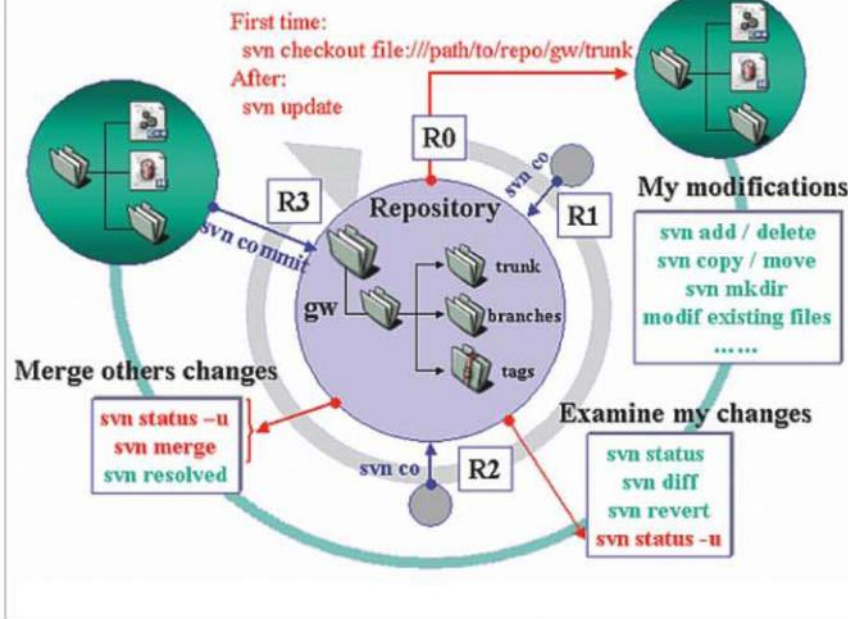 First time:
svn checkout file:///path/to/repo/gw/trunk
After:
svn update
R0
svn co
R1
R3
Repository
svn commit
My modifications
svn add / delete
svn copy / move
svn mkdir
modif existing files
......
trunk
gw
branches
tags
Merge others changes
svn status –u
svn merge
svn resolved
Examine my changes
svn status
svn diff
svn revert
svn status -u
svn co
R2